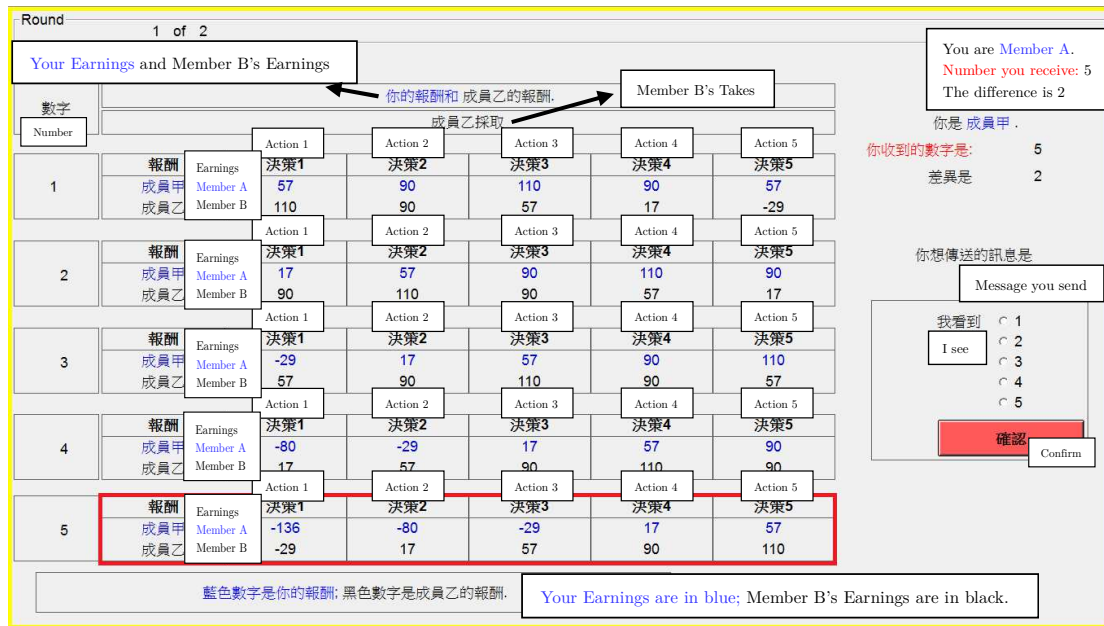 Round
1 of 2
Your Earnings and Member B's Earnings
你的報酬和 成員乙的報酬.
Member B's Takes
成員乙採取
數字
Number
You are Member A.
Number you receive: 5
The difference is 2
你是 成員甲 .
你收到的數字是: 5
差異是 2
Action 1 Action 2 Action 3 Action 4 Action 5
報酬 Earnings 決策1 決策2 決策3 決策4 決策5
1 成員甲 Member A 57 90 110 90 57
成員乙 Member B 110 90 57 17 -29
Action 1 Action 2 Action 3 Action 4 Action 5
報酬 Earnings 決策1 決策2 決策3 決策4 決策5
2 成員甲 Member A 17 57 90 110 90
成員乙 Member B 90 110 90 57 17
Action 1 Action 2 Action 3 Action 4 Action 5
報酬 Earnings 決策1 決策2 決策3 決策4 決策5
3 成員甲 Member A -29 17 57 90 110
成員乙 Member B 57 90 110 90 57
Action 1 Action 2 Action 3 Action 4 Action 5
報酬 Earnings 決策1 決策2 決策3 決策4 決策5
4 成員甲 Member A -80 -29 17 57 90
成員乙 Member B 17 57 90 110 90
Action 1 Action 2 Action 3 Action 4 Action 5
報酬 Earnings 決策1 決策2 決策3 決策4 決策5
5 成員甲 Member A -136 -80 -29 17 57
成員乙 Member B -29 17 57 90 110
你想傳送的訊息是
Message you send
我看到
I see
1
2
3
4
5
確認
Confirm
藍色數字是你的報酬; 黑色數字是成員乙的報酬.
Your Earnings are in blue; Member B's Earnings are in black.